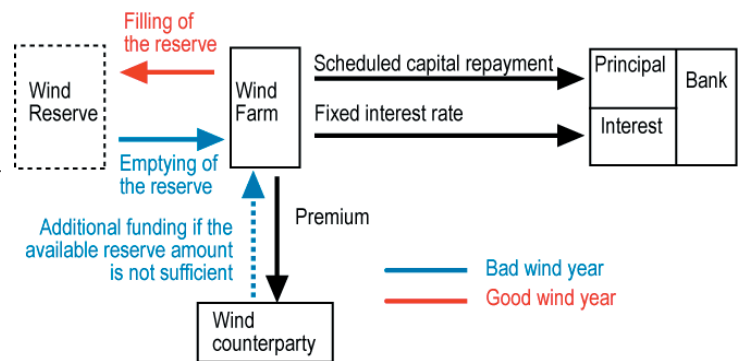 Filling of
the reserve
Wind
Reserve
Wind
Farm
Scheduled capital repayment
Fixed interest rate
Principal
Interest
Bank
Emptying of
the reserve
Additional funding if the
available reserve amount
is not sufficient
Premium
Wind
counterparty
Bad wind year
Good wind year